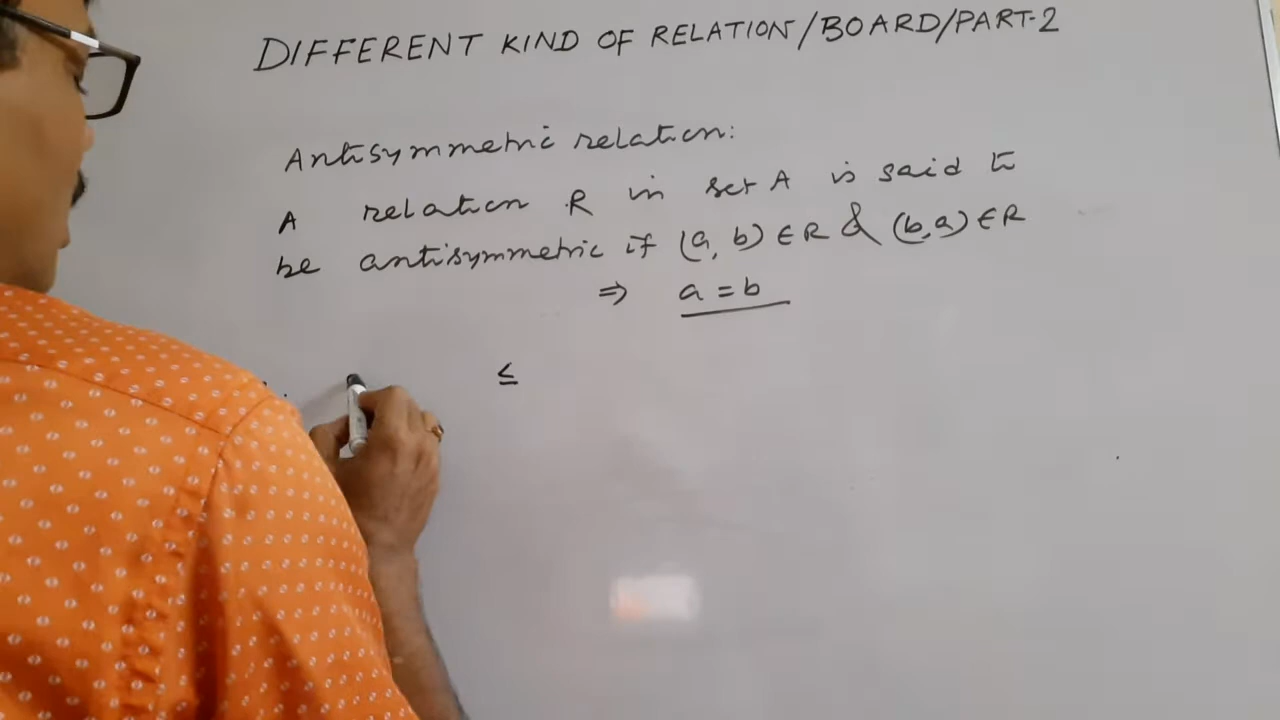 DIFFERENT KIND OF RELATION/BOARD/PART-2
Antisymmetric relation:
A relation R in set A is said to
be antisymmetric if (a, b) ∈ R & (b, a) ∈ R
⇒ a = b
≤